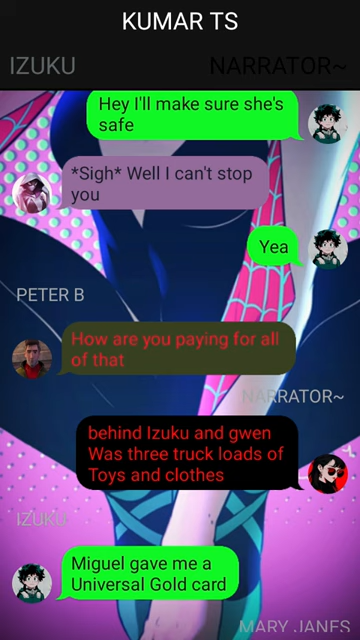 KUMAR TS
IZUKU
NARRATOR~
Hey I'll make sure she's
safe
*Sigh* Well I can't stop
you
Yea
PETER B
How are you paying for all
of that
NARRATOR~
behind Izuku and gwen
Was three truck loads of
Toys and clothes
IZUKU
Miguel gave me a
Universal Gold card
MARY JANES